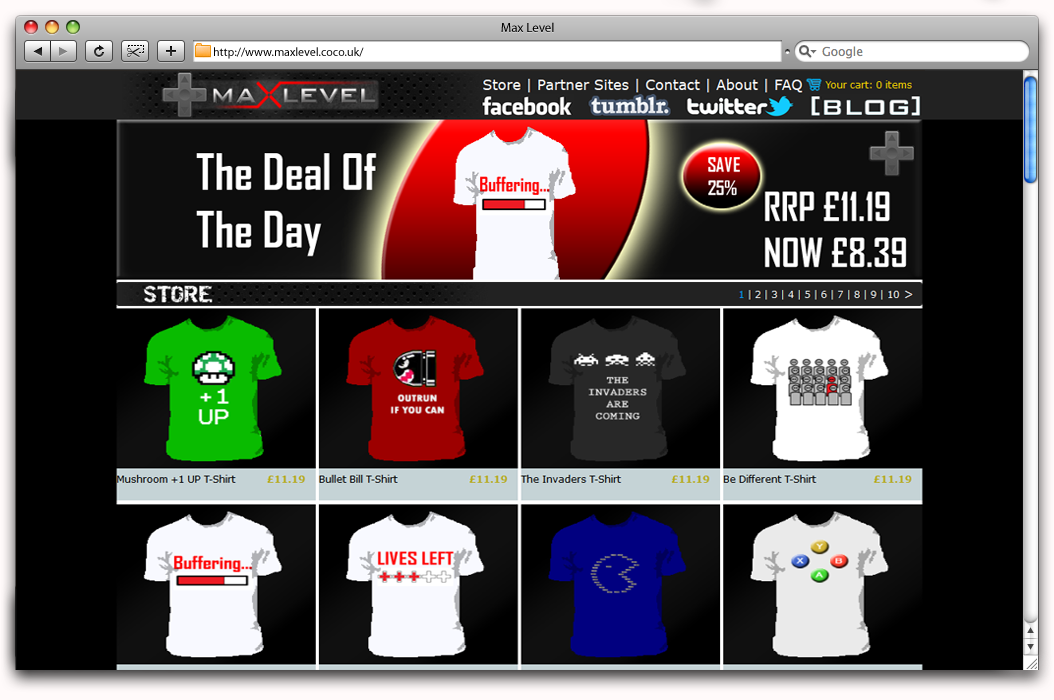 Max Level
http://www.maxlevel.coco.uk/
Google
MAXLEVEL
Store | Partner Sites | Contact | About | FAQ
Your cart: 0 items
facebook tumblr. twitter [BLOG]
The Deal Of
The Day
Buffering...
SAVE
25%
RRP £11.19
NOW £8.39
STORE
1 | 2 | 3 | 4 | 5 | 6 | 7 | 8 | 9 | 10 >
+1
UP
OUTRUN
IF YOU CAN
THE
INVADERS
ARE
COMING
Mushroom +1 UP T-Shirt £11.19
Bullet Bill T-Shirt £11.19
The Invaders T-Shirt £11.19
Be Different T-Shirt £11.19
Buffering...
LIVES LEFT
Y
X B
A